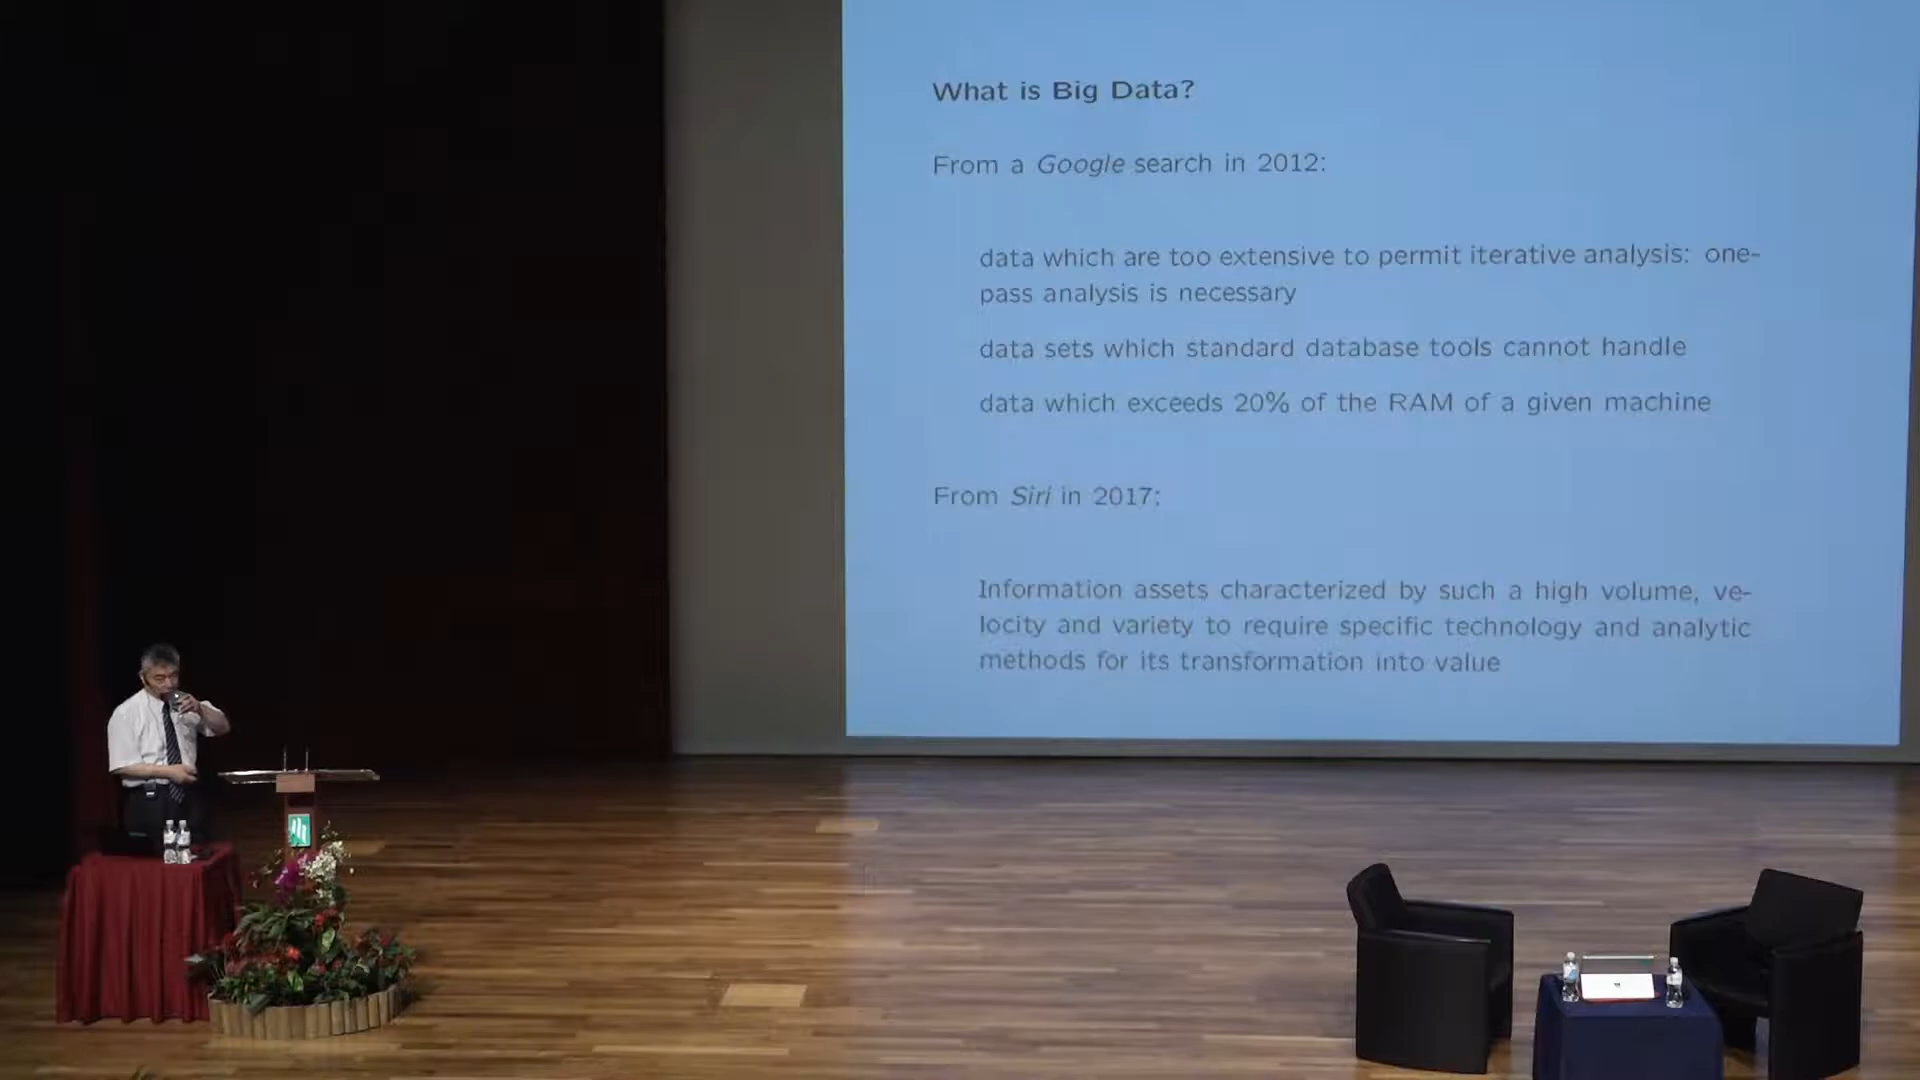 What is Big Data?
From a Google search in 2012:
data which are too extensive to permit iterative analysis: one-
pass analysis is necessary
data sets which standard database tools cannot handle
data which exceeds 20% of the RAM of a given machine
From Siri in 2017:
Information assets characterized by such a high volume, ve-
locity and variety to require specific technology and analytic
methods for its transformation into value